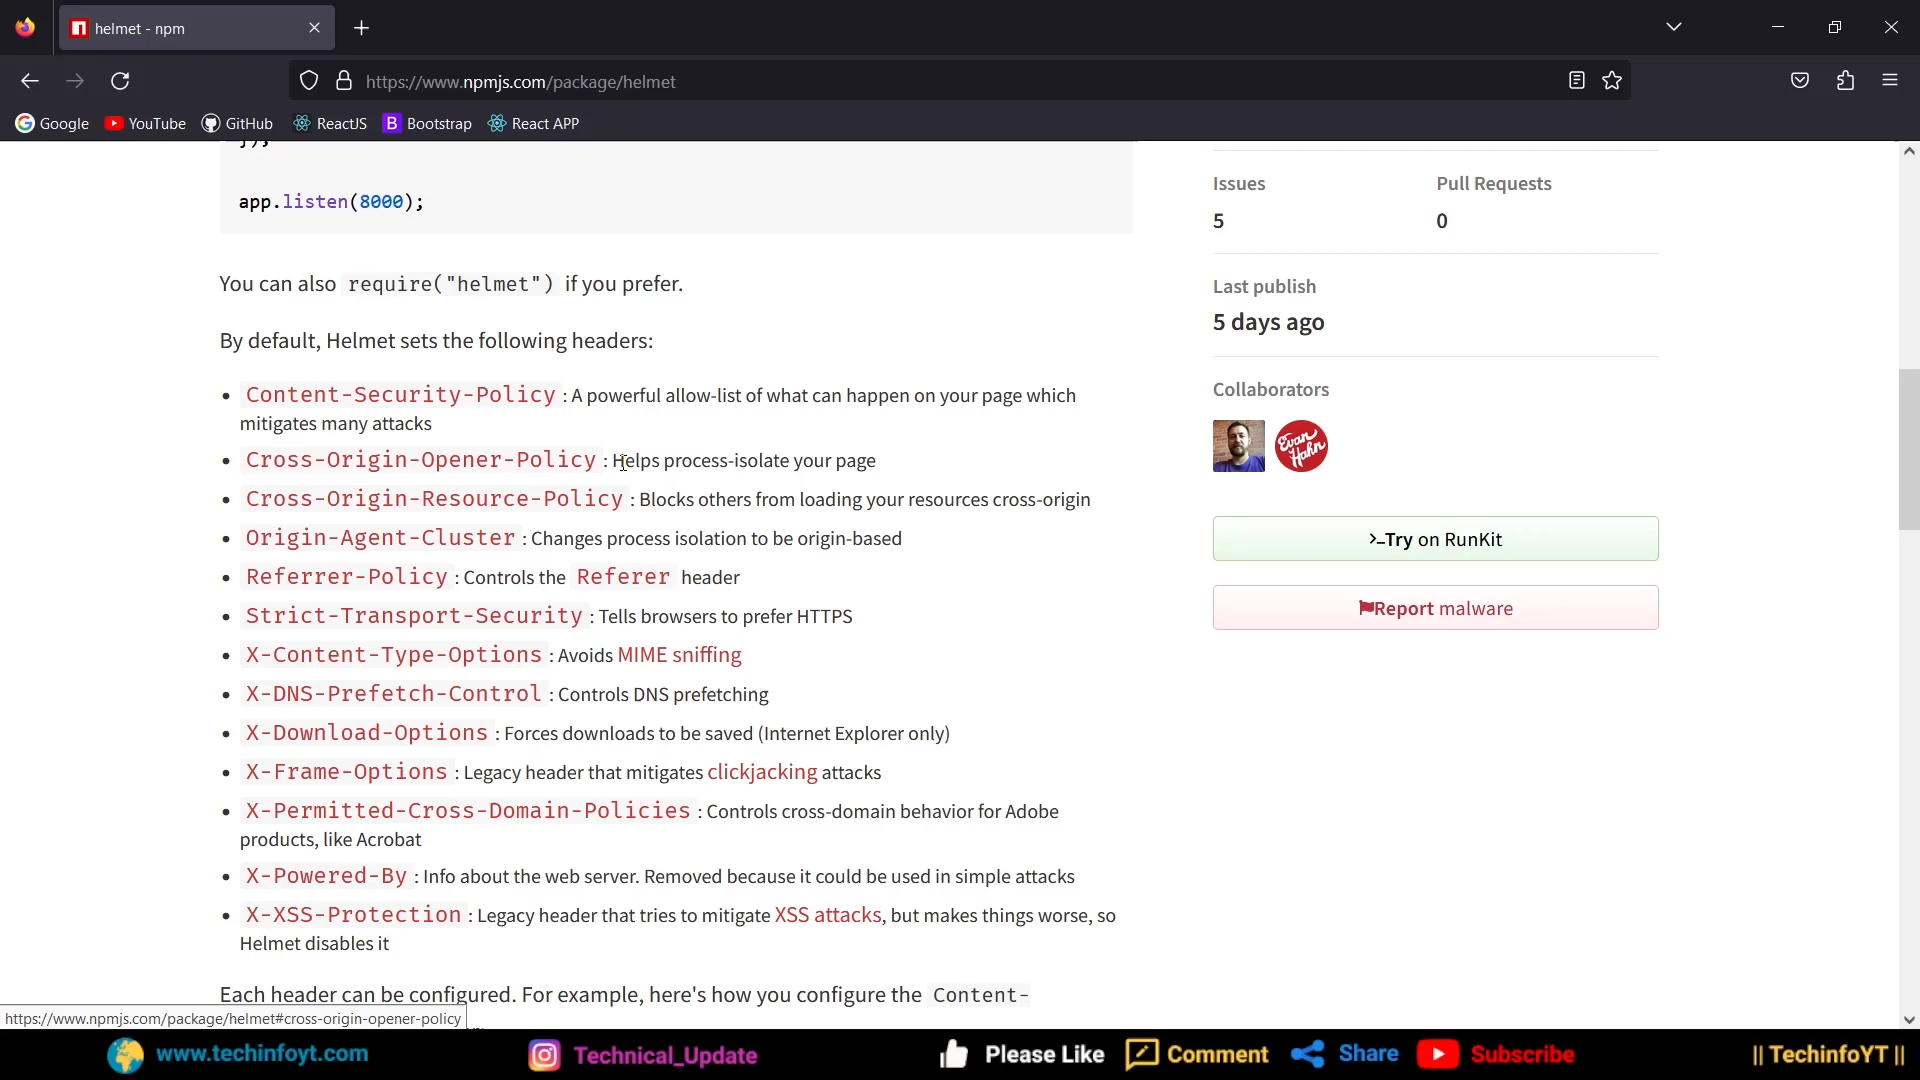 helmet - npm
https://www.npmjs.com/package/helmet
Google YouTube GitHub ReactJS Bootstrap React APP
});
app.listen(8000);
You can also require("helmet") if you prefer.
By default, Helmet sets the following headers:
• Content-Security-Policy : A powerful allow-list of what can happen on your page which
mitigates many attacks
• Cross-Origin-Opener-Policy : Helps process-isolate your page
• Cross-Origin-Resource-Policy : Blocks others from loading your resources cross-origin
• Origin-Agent-Cluster : Changes process isolation to be origin-based
• Referrer-Policy : Controls the Referer header
• Strict-Transport-Security : Tells browsers to prefer HTTPS
• X-Content-Type-Options : Avoids MIME sniffing
• X-DNS-Prefetch-Control : Controls DNS prefetching
• X-Download-Options : Forces downloads to be saved (Internet Explorer only)
• X-Frame-Options : Legacy header that mitigates clickjacking attacks
• X-Permitted-Cross-Domain-Policies : Controls cross-domain behavior for Adobe
products, like Acrobat
• X-Powered-By : Info about the web server. Removed because it could be used in simple attacks
• X-XSS-Protection : Legacy header that tries to mitigate XSS attacks, but makes things worse, so
Helmet disables it
Each header can be configured. For example, here's how you configure the Content-
Issues Pull Requests
5 0
Last publish
5 days ago
Collaborators
Evan Hahn
Try on RunKit
Report malware
https://www.npmjs.com/package/helmet#cross-origin-opener-policy
www.techinfoyt.com Technical_Update Please Like Comment Share Subscribe || TechinfoYT ||